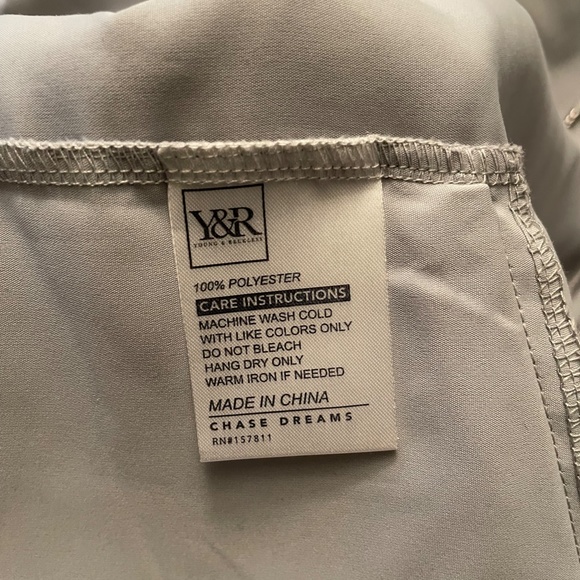 Y&R
YOUNG & RECKLESS
100% POLYESTER
CARE INSTRUCTIONS
MACHINE WASH COLD
WITH LIKE COLORS ONLY
DO NOT BLEACH
HANG DRY ONLY
WARM IRON IF NEEDED
MADE IN CHINA
CHASE DREAMS
RN#157811